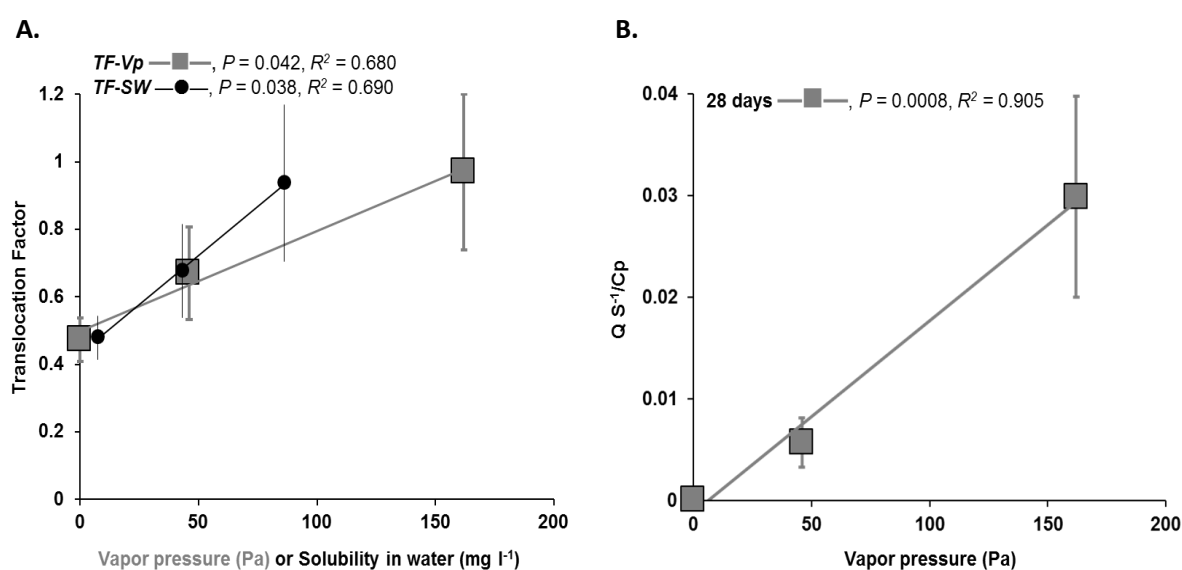 A.
TF-Vp , P = 0.042, R² = 0.680
TF-SW , P = 0.038, R² = 0.690
1.2
1
0.8
0.6
0.4
0.2
0
Translocation Factor
0 50 100 150 200
Vapor pressure (Pa) or Solubility in water (mg l⁻¹)
B.
28 days , P = 0.0008, R² = 0.905
0.04
0.03
0.02
0.01
0
Q S⁻¹/Cp
0 50 100 150 200
Vapor pressure (Pa)